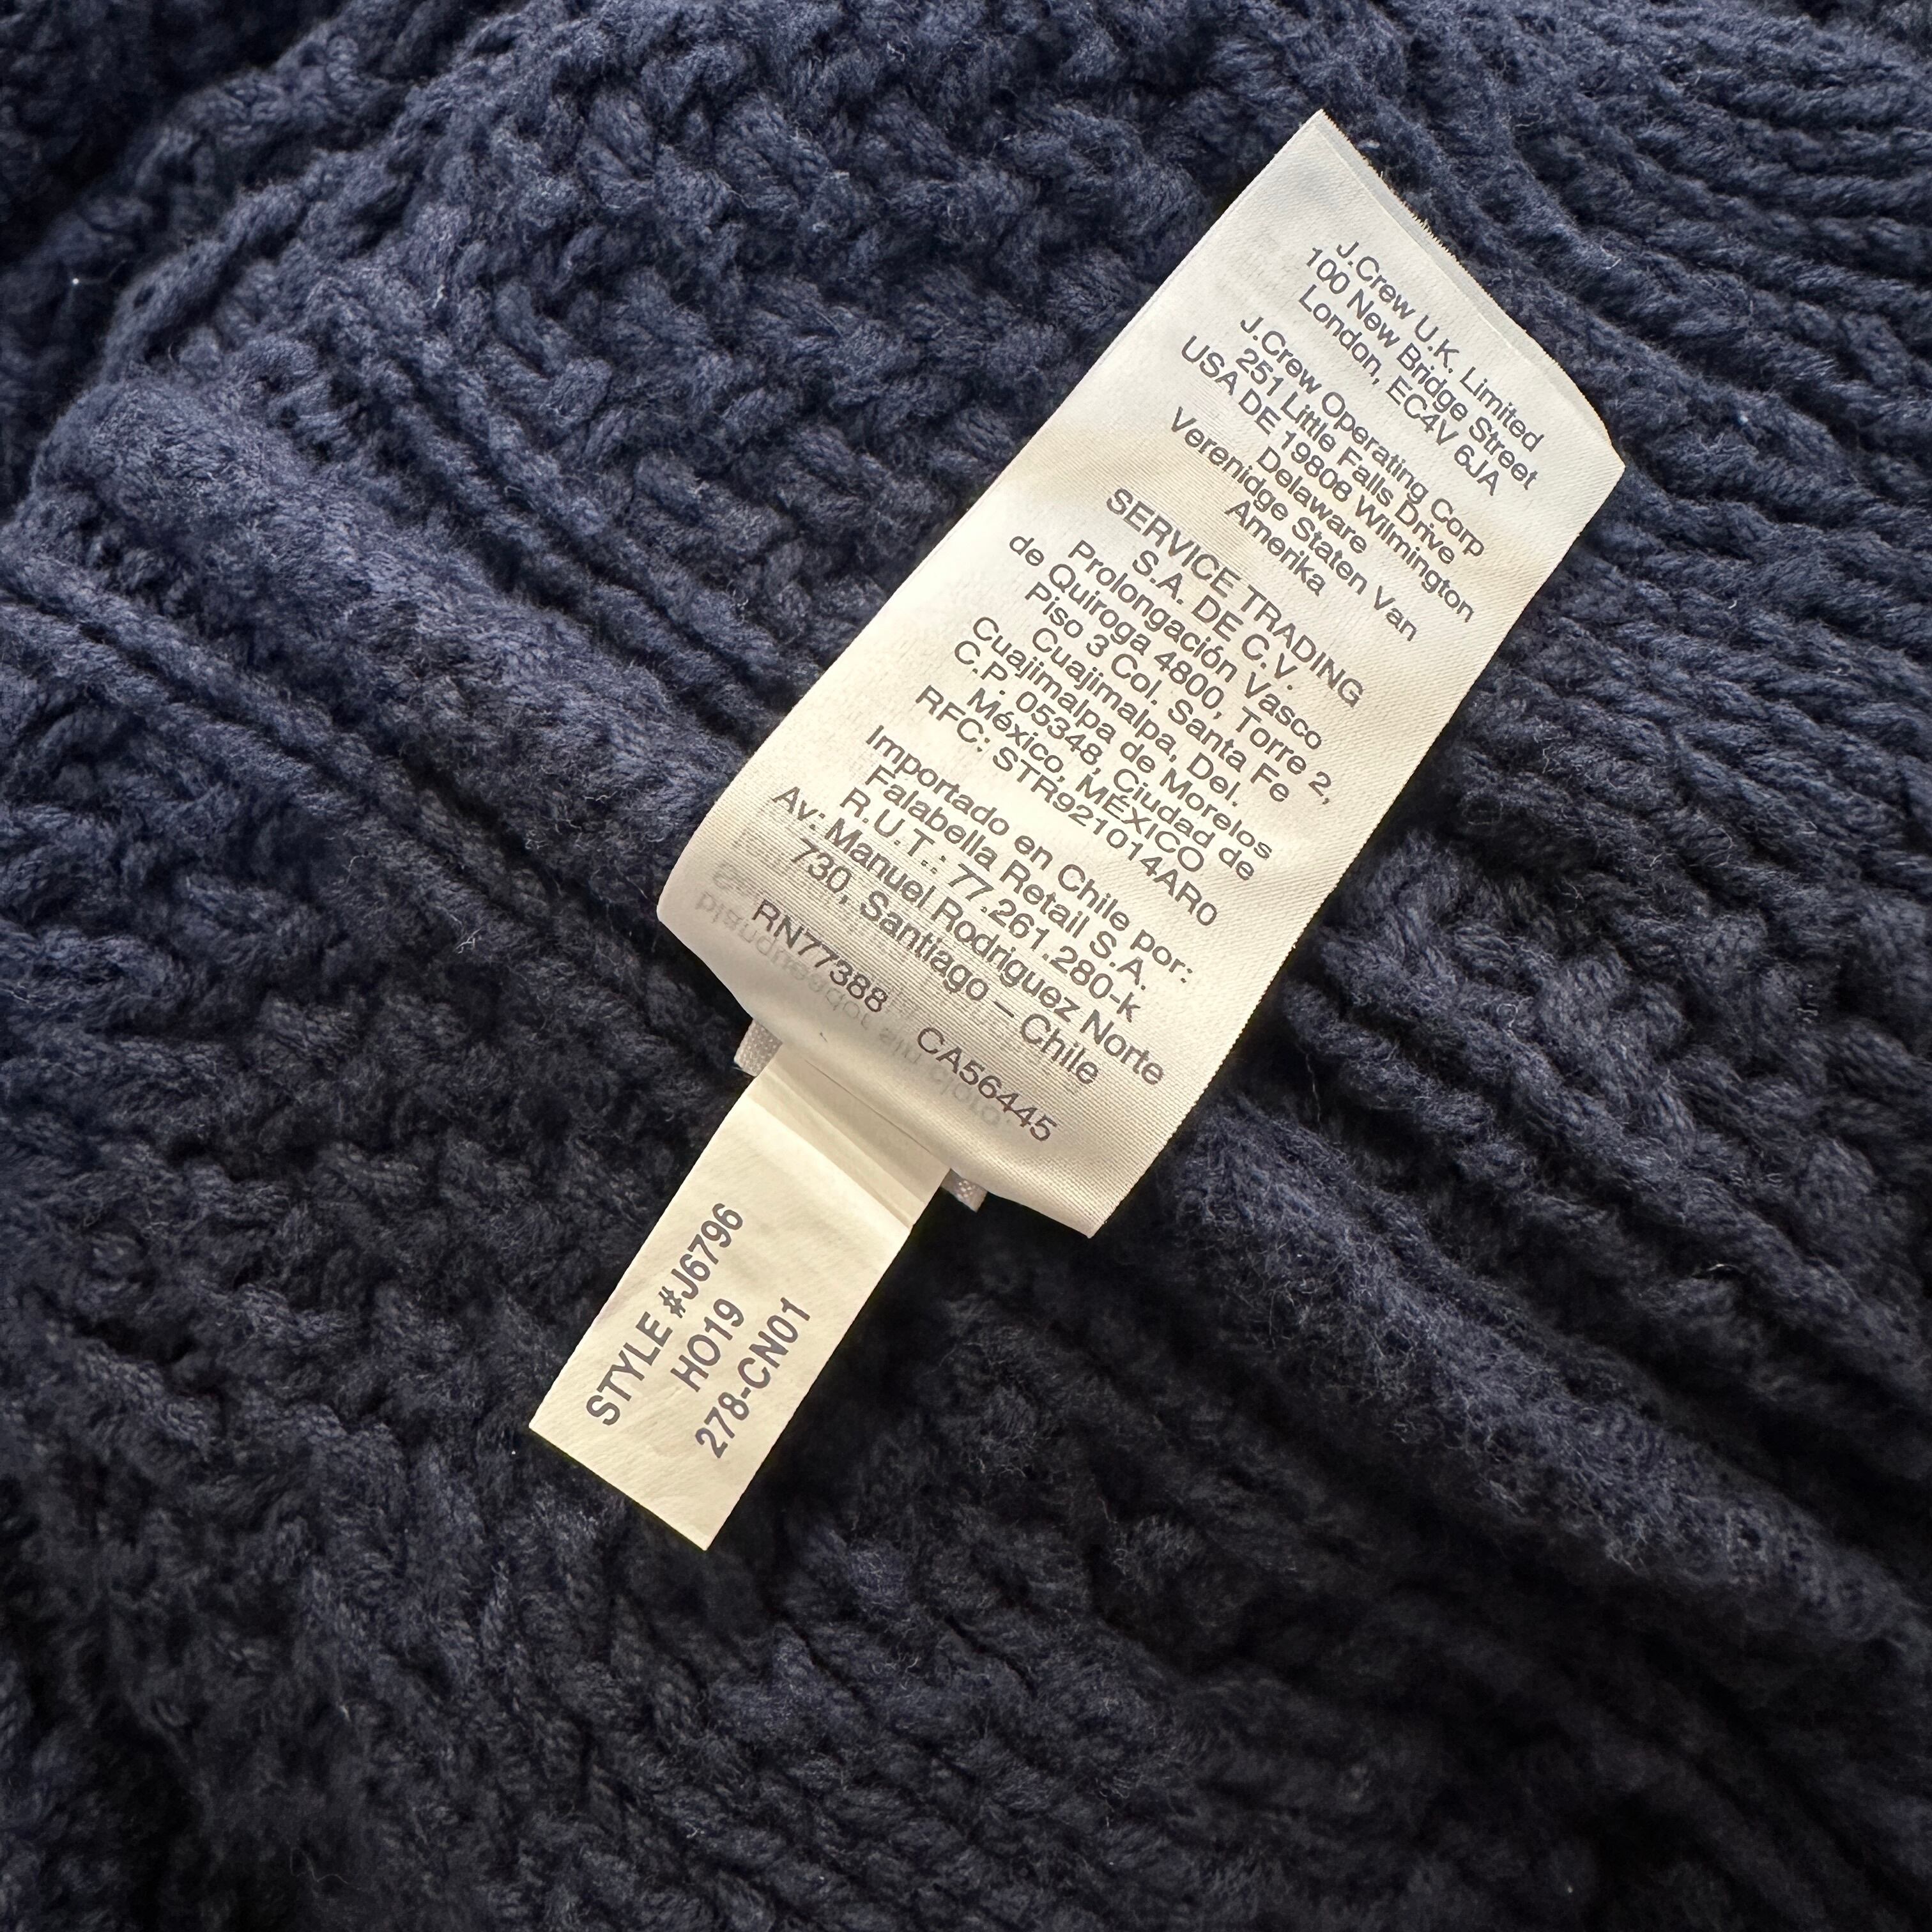 J.Crew U.K. Limited
100 New Bridge Street
London, EC4V 6JA
J.Crew Operating Corp
251 Little Falls Drive
USA DE 19808 Wilmington
Delaware
Verenidge Staten Van
Amerika
SERVICE TRADING
S.A. DE C.V.
Prolongación Vasco
de Quiroga 4800, Torre 2,
Piso 3 Col. Santa Fe
Cuajimalpa, Del.
Cuajimalpa de Morelos
C.P. 05348, Ciudad de
México, MÉXICO
RFC: STR921014AR0
Importado en Chile por:
Falabella Retail S.A.
R.U.T.: 77.261.280-k
Av: Manuel Rodriguez Norte
730, Santiago – Chile
RN77388 CA56445
STYLE #J6796
HO19
278-CN01